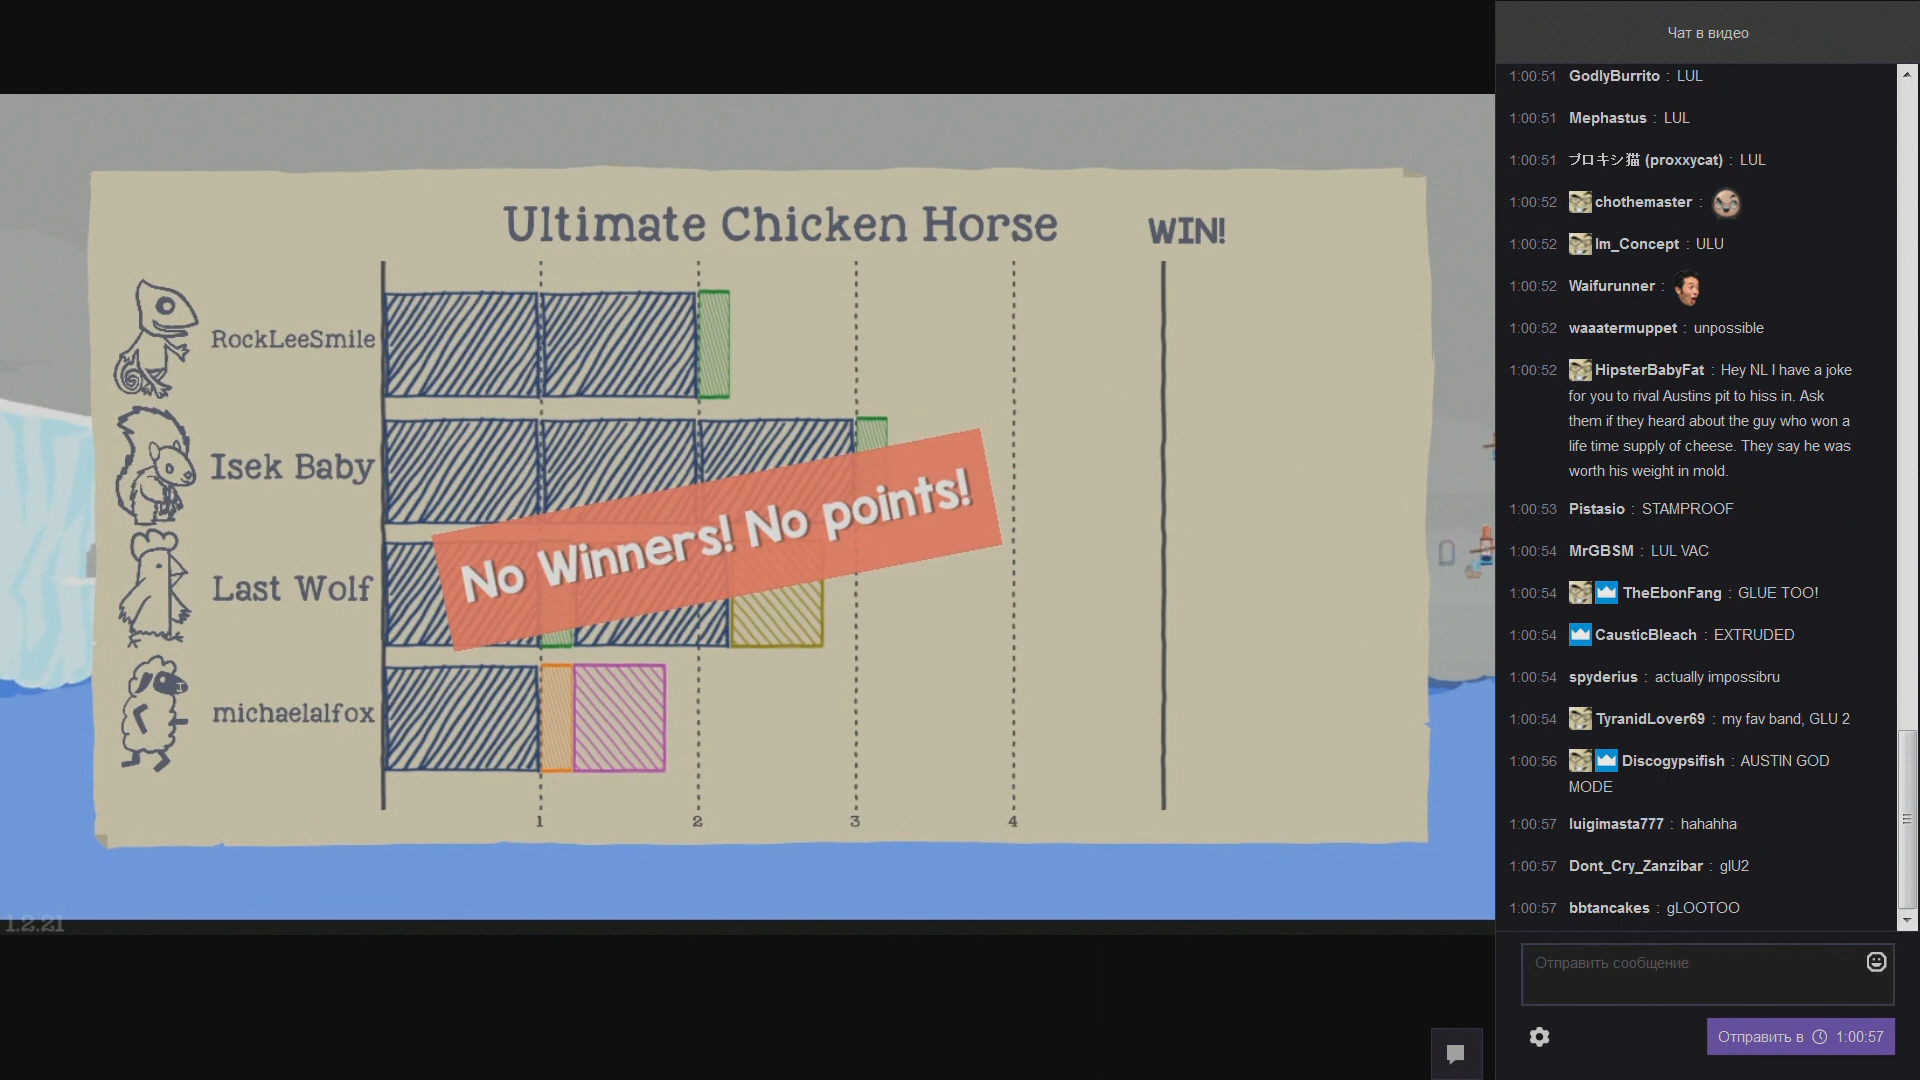 Ultimate Chicken Horse
WIN!
RockLeeSmile
Isek Baby
Last Wolf
michaelalfox
No Winners! No points!
1 2 3 4
1.2.21
Чат в видео
1:00:51 GodlyBurrito : LUL
1:00:51 Mephastus : LUL
1:00:51 プロキシ猫 (proxxycat) : LUL
1:00:52 chothemaster :
1:00:52 Im_Concept : ULU
1:00:52 Waifurunner :
1:00:52 waaatermuppet : unpossible
1:00:52 HipsterBabyFat : Hey NL I have a joke
for you to rival Austins pit to hiss in. Ask
them if they heard about the guy who won a
life time supply of cheese. They say he was
worth his weight in mold.
1:00:53 Pistasio : STAMPROOF
1:00:54 MrGBSM : LUL VAC
1:00:54 TheEbonFang : GLUE TOO!
1:00:54 CausticBleach : EXTRUDED
1:00:54 spyderius : actually impossibru
1:00:54 TyranidLover69 : my fav band, GLU 2
1:00:56 Discogypsifish : AUSTIN GOD
MODE
1:00:57 luigimasta777 : hahahha
1:00:57 Dont_Cry_Zanzibar : glU2
1:00:57 bbtancakes : gLOOTOO
Отправить сообщение
Отправить в 1:00:57